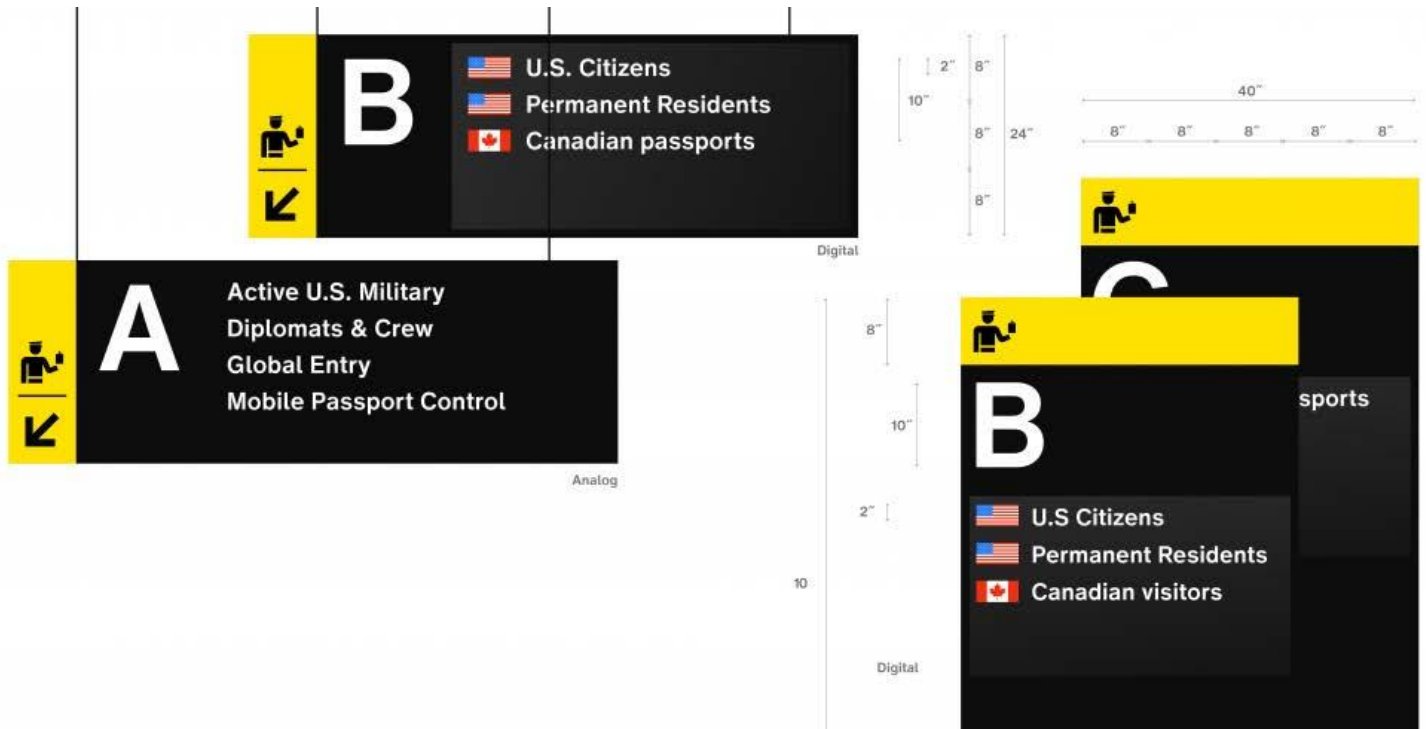 B
U.S. Citizens
Permanent Residents
Canadian passports
Digital
2" 8"
10"
8" 24"
8"
40"
8" 8" 8" 8" 8"
A
Active U.S. Military
Diplomats & Crew
Global Entry
Mobile Passport Control
Analog
8"
10"
2"
10
Digital
C
sports
B
U.S Citizens
Permanent Residents
Canadian visitors